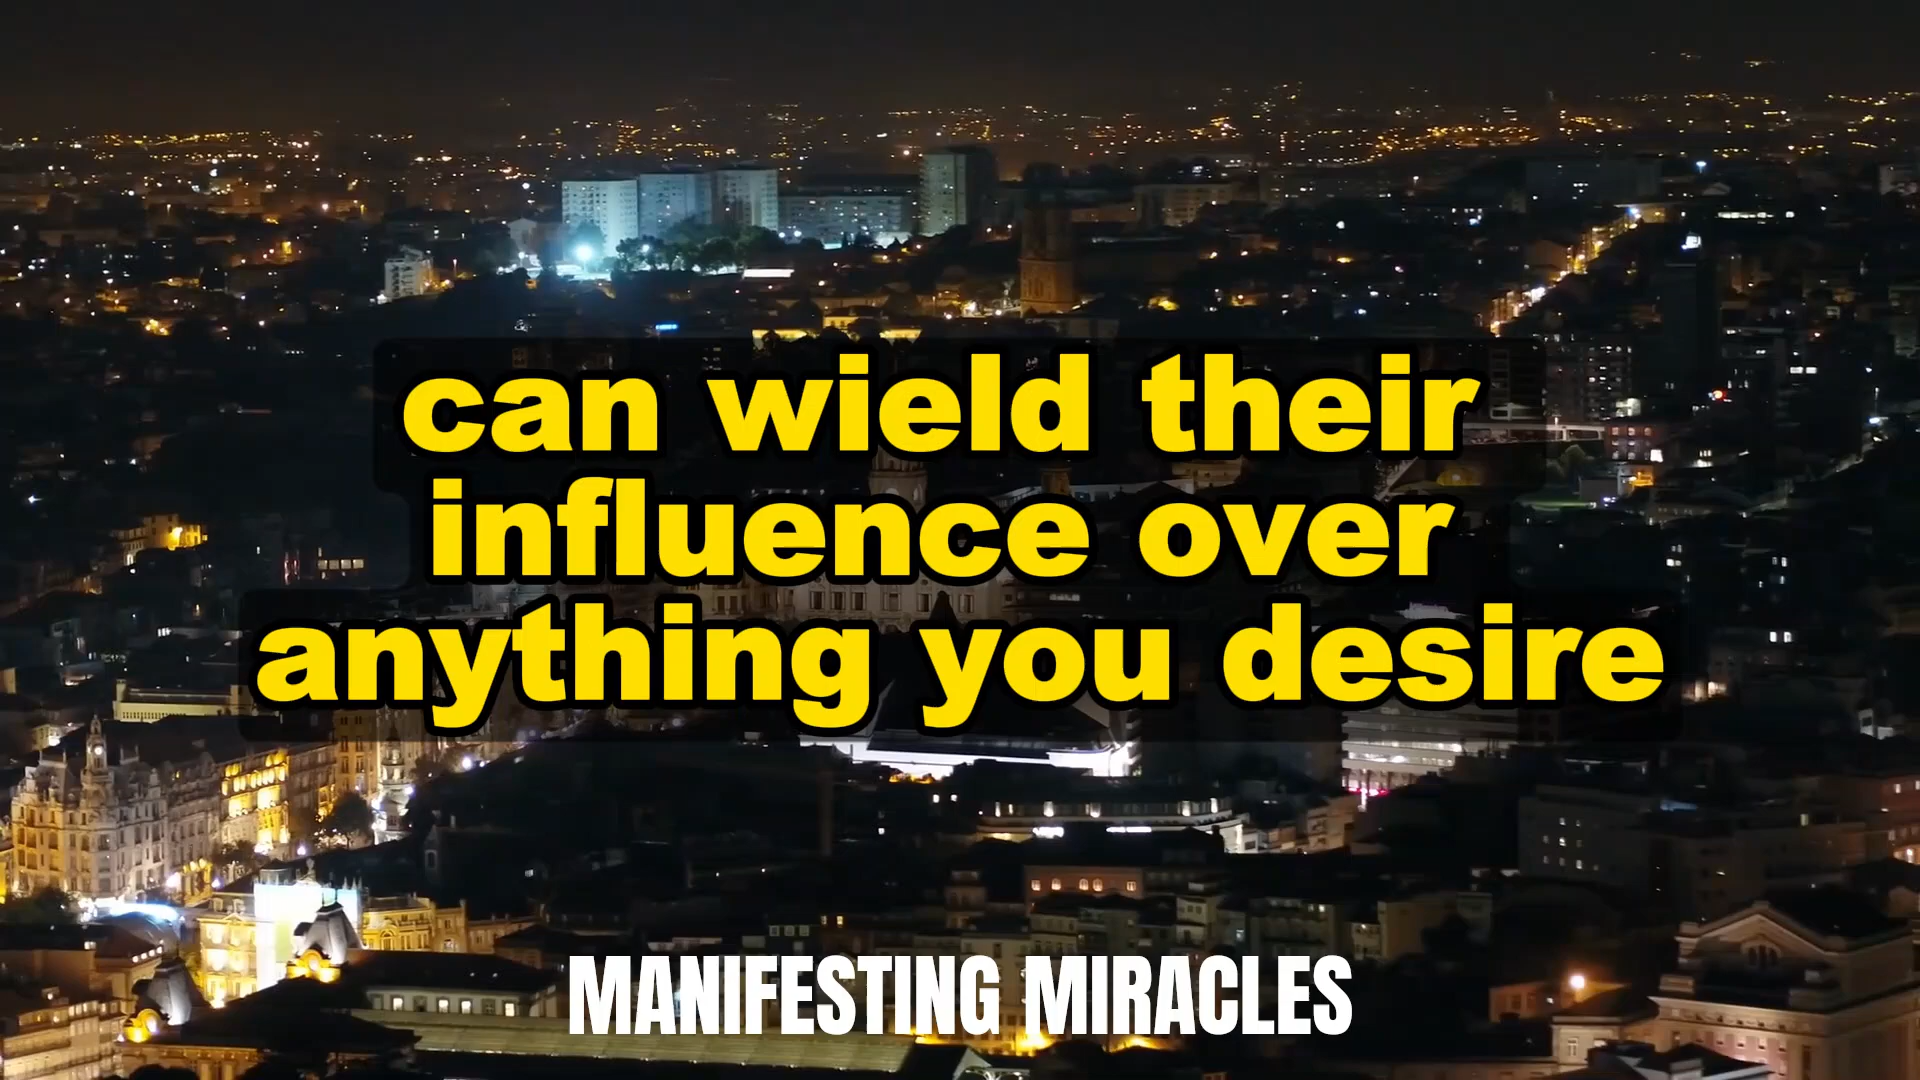 can wield their
influence over
anything you desire
MANIFESTING MIRACLES